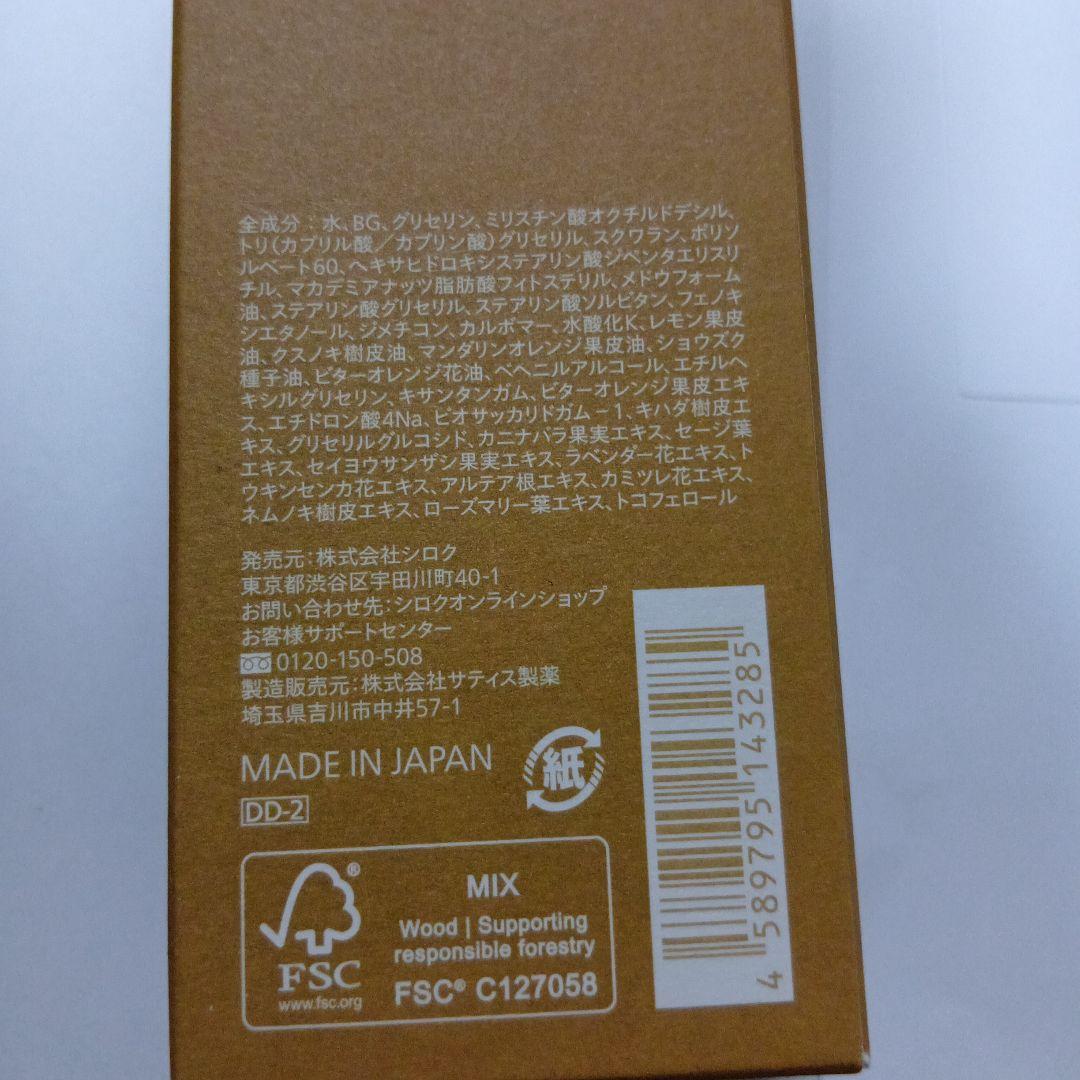 全成分：水、BG、グリセリン、ミリスチン酸オクチルドデシル、
トリ(カプリル酸／カプリン酸)グリセリル、スクワラン、ポリソ
ルベート60、ヘキサヒドロキシステアリン酸ジペンタエリスリ
チル、マカデミアナッツ脂肪酸フィトステリル、メドウフォーム
油、ステアリン酸グリセリル、ステアリン酸ソルビタン、フェノキ
シエタノール、ジメチコン、カルボマー、水酸化K、レモン果皮
油、クスノキ樹皮油、マンダリンオレンジ果皮油、ショウズク
種子油、ビターオレンジ花油、ベヘニルアルコール、エチルヘ
キシルグリセリン、キサンタンガム、ビターオレンジ果皮エキ
ス、エチドロン酸4Na、ビオサッカリドガム－1、キハダ樹皮エ
キス、グリセリルグルコシド、カニナバラ果実エキス、セージ葉
エキス、セイヨウサンザシ果実エキス、ラベンダー花エキス、ト
ウキンセンカ花エキス、アルテア根エキス、カミツレ花エキス、
ネムノキ樹皮エキス、ローズマリー葉エキス、トコフェロール
発売元：株式会社シロク
東京都渋谷区宇田川町40-1
お問い合わせ先：シロクオンラインショップ
お客様サポートセンター
0120-150-508
製造販売元：株式会社サティス製薬
埼玉県吉川市中井57-1
MADE IN JAPAN
紙
DD-2
4589795143285
FSC
www.fsc.org
®
MIX
Wood | Supporting
responsible forestry
FSC® C127058